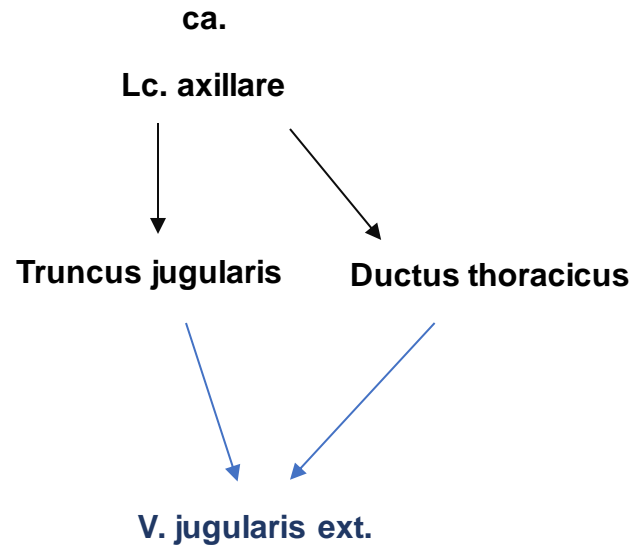 ca.
Lc. axillare
Truncus jugularis
Ductus thoracicus
V. jugularis ext.